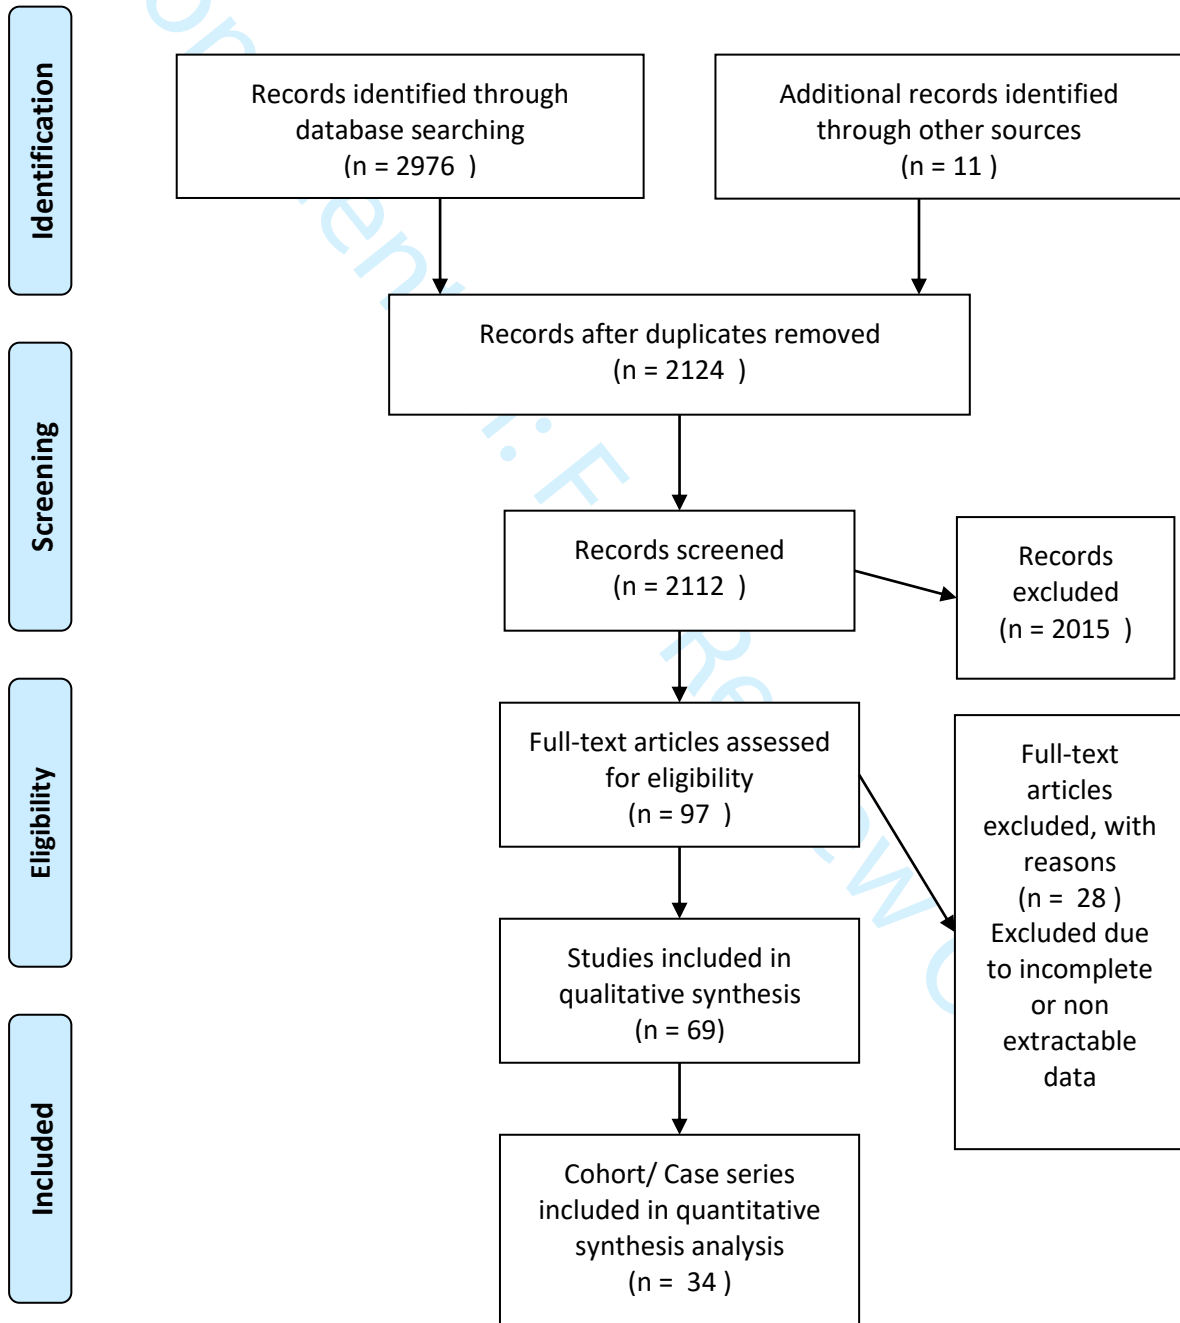 Identification
Records identified through
database searching
(n = 2976 )
Additional records identified
through other sources
(n = 11 )
Records after duplicates removed
(n = 2124 )
Screening
Records screened
(n = 2112 )
Records
excluded
(n = 2015 )
Eligibility
Full-text articles assessed
for eligibility
(n = 97 )
Full-text
articles
excluded, with
reasons
(n = 28 )
Excluded due
to incomplete
or non
extractable
data
Studies included in
qualitative synthesis
(n = 69)
Included
Cohort/ Case series
included in quantitative
synthesis analysis
(n = 34 )